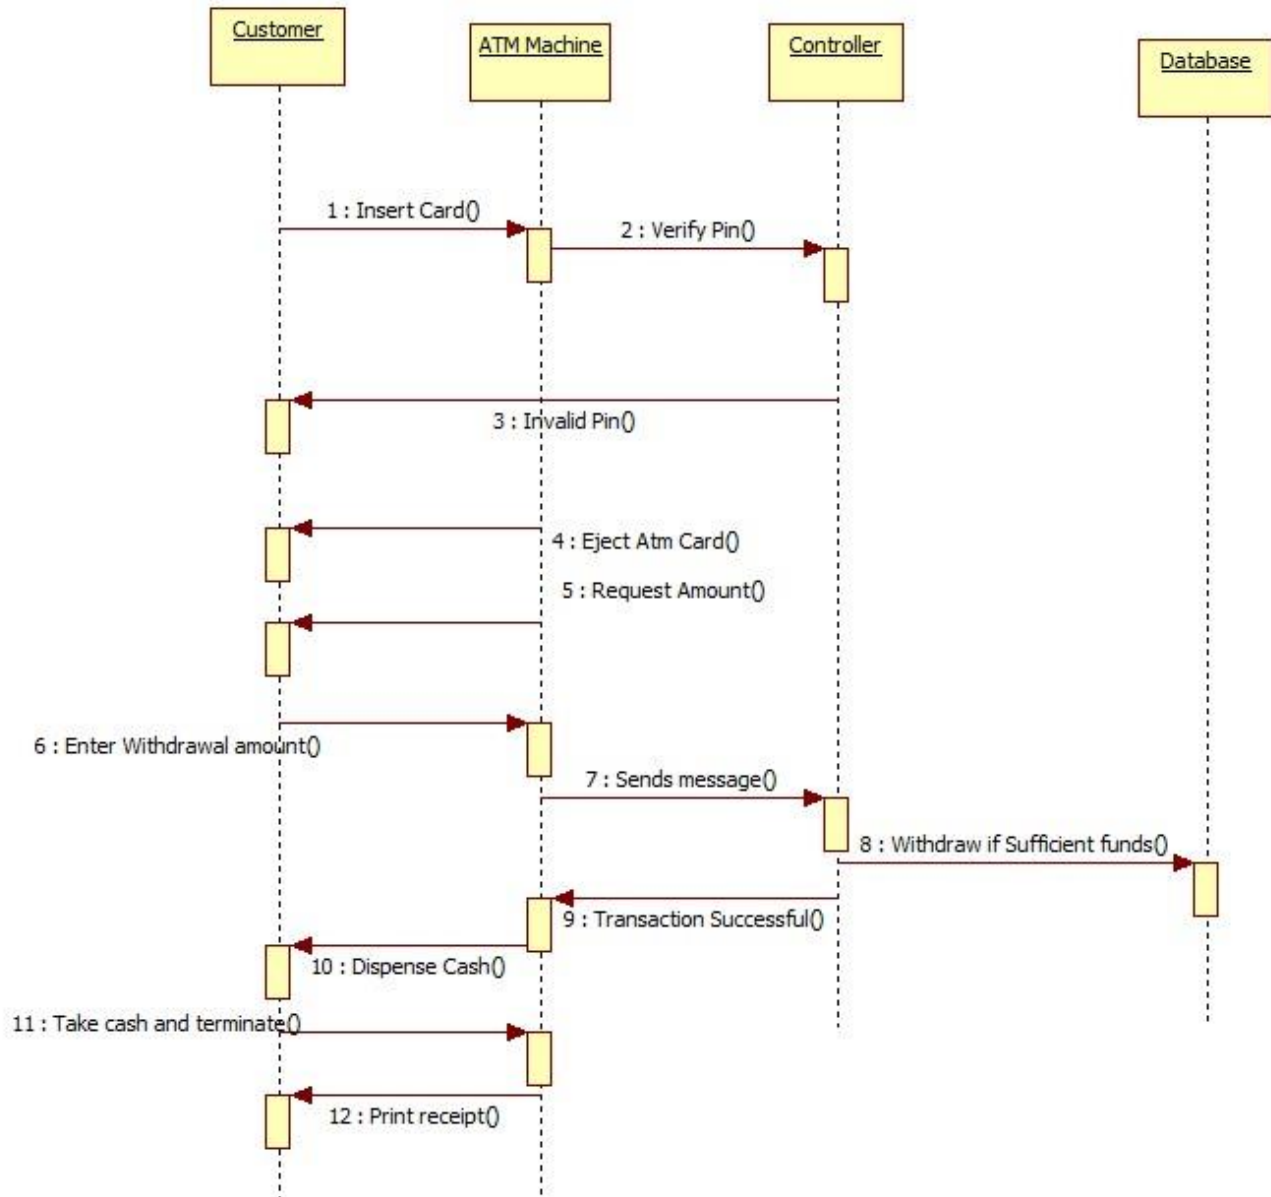 Customer
ATM Machine
Controller
Database
1 : Insert Card()
2 : Verify Pin()
3 : Invalid Pin()
4 : Eject Atm Card()
5 : Request Amount()
6 : Enter Withdrawal amount()
7 : Sends message()
8 : Withdraw if Sufficient funds()
9 : Transaction Successful()
10 : Dispense Cash()
11 : Take cash and terminate()
12 : Print receipt()